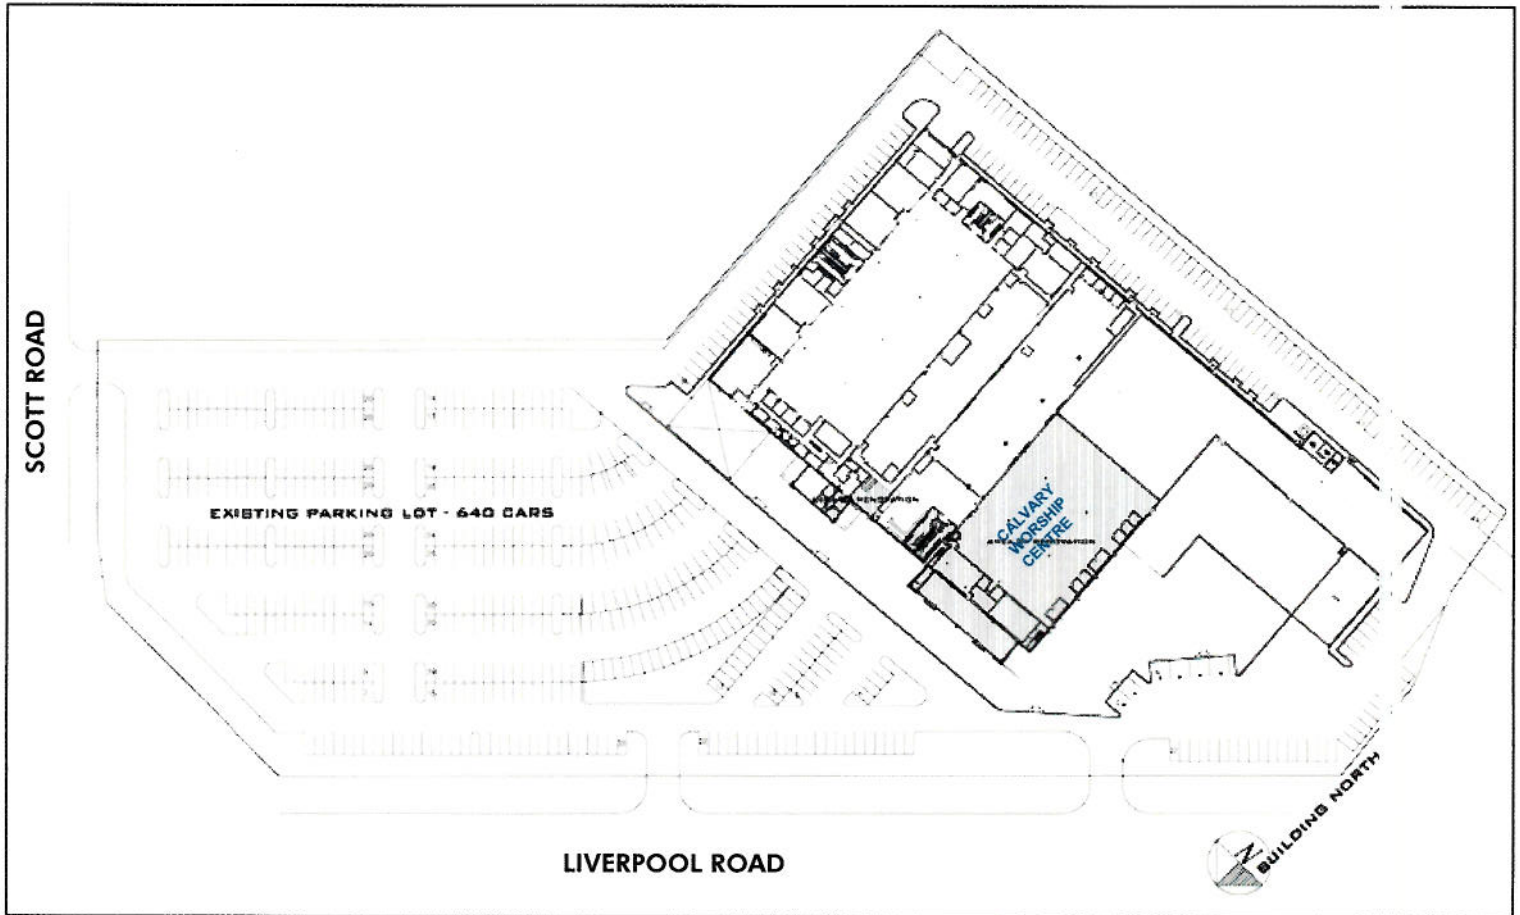 SCOTT ROAD
EXISTING PARKING LOT - 640 CARS
CALVARY
WORSHIP
CENTRE
LIVERPOOL ROAD
N
BUILDING NORTH